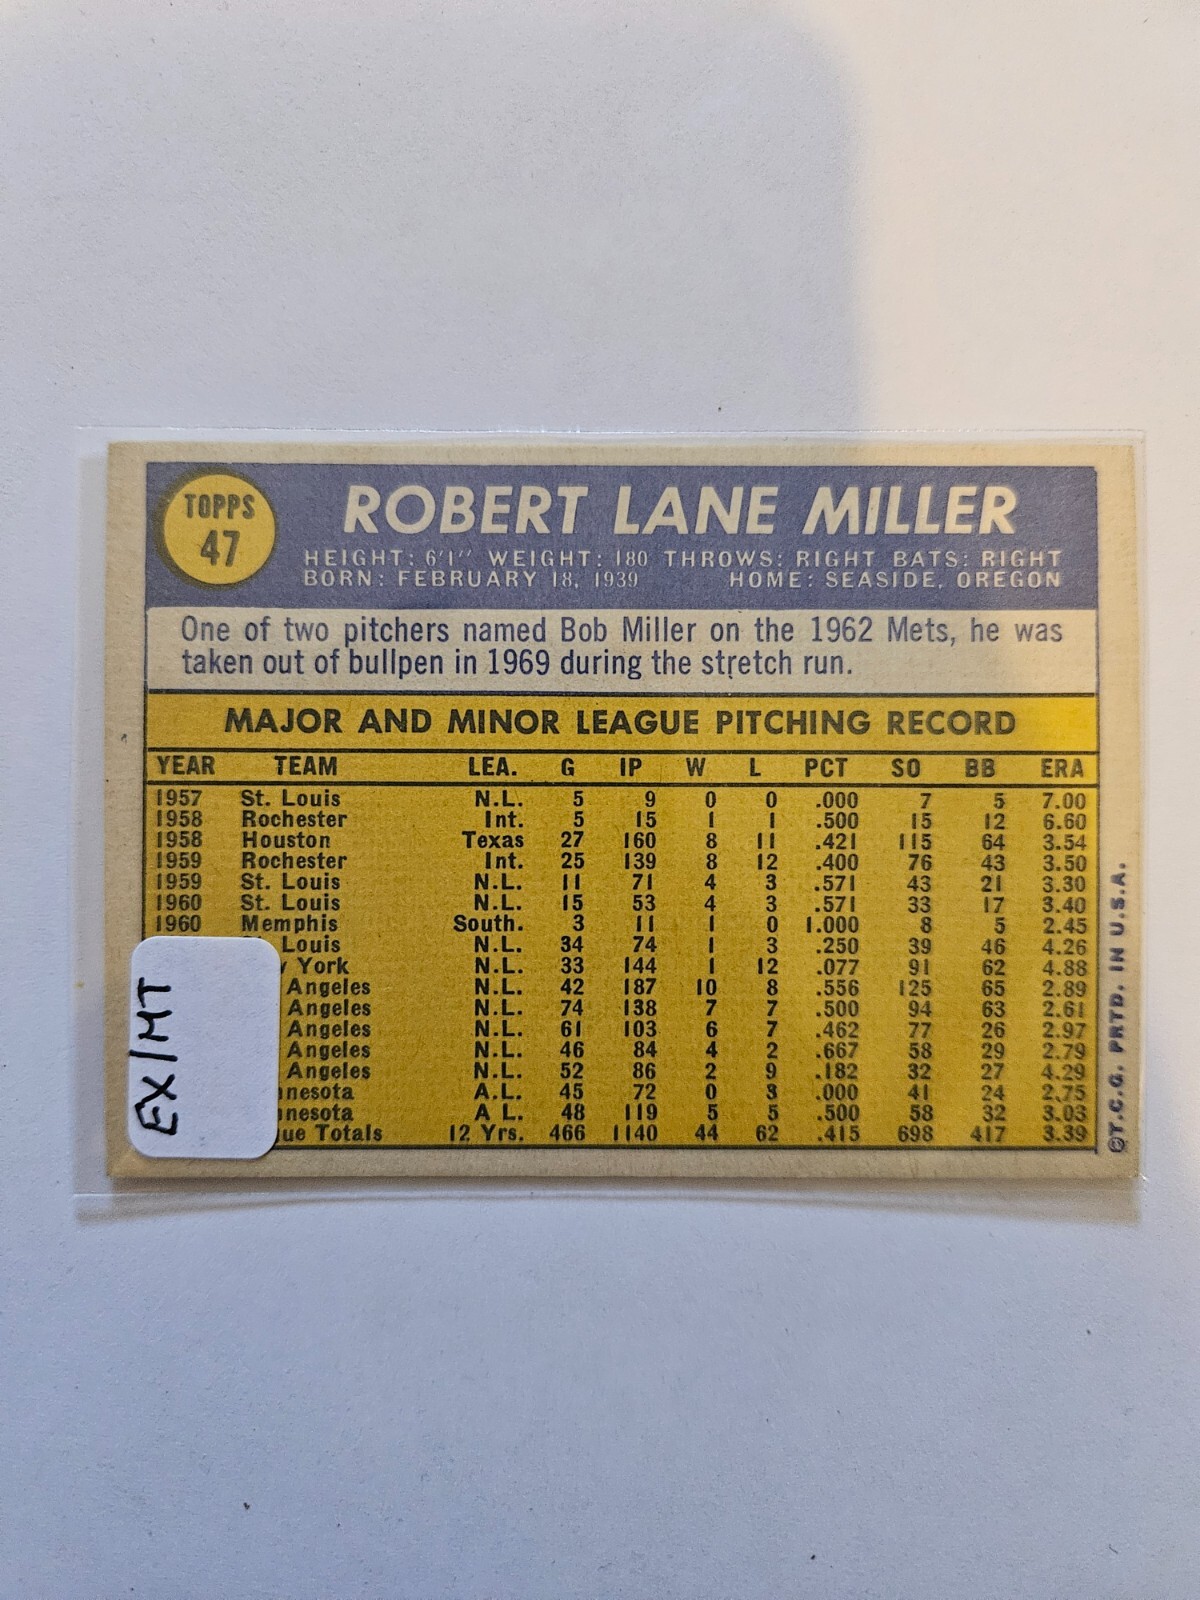 TOPPS
47
ROBERT LANE MILLER
HEIGHT: 6'1" WEIGHT: 180 THROWS: RIGHT BATS: RIGHT
BORN: FEBRUARY 18, 1939 HOME: SEASIDE, OREGON
One of two pitchers named Bob Miller on the 1962 Mets, he was
taken out of bullpen in 1969 during the stretch run.
MAJOR AND MINOR LEAGUE PITCHING RECORD
YEAR TEAM LEA. G IP W L PCT SO BB ERA
1957 St. Louis N.L. 5 9 0 0 .000 7 5 7.00
1958 Rochester Int. 5 15 1 1 .500 15 12 6.60
1958 Houston Texas 27 160 8 11 .421 115 64 3.54
1959 Rochester Int. 25 139 8 12 .400 76 43 3.50
1959 St. Louis N.L. 11 71 4 3 .571 43 21 3.30
1960 St. Louis N.L. 15 53 4 3 .571 33 17 3.40
1960 Memphis South. 3 11 1 0 1.000 8 5 2.45
Louis N.L. 34 74 1 3 .250 39 46 4.26
York N.L. 33 144 1 12 .077 91 62 4.88
Angeles N.L. 42 187 10 8 .556 125 65 2.89
Angeles N.L. 74 138 7 7 .500 94 63 2.61
Angeles N.L. 61 103 6 7 .462 77 26 2.97
Angeles N.L. 46 84 4 2 .667 58 29 2.79
Angeles N.L. 52 86 2 9 .182 32 27 4.29
nnesota A.L. 45 72 0 3 .000 41 24 2.75
nnesota A L. 48 119 5 5 .500 58 32 3.03
ue Totals 12 Yrs. 466 1140 44 62 .415 698 417 3.39
©T.C.G. PRTD. IN U.S.A.
EX/MT